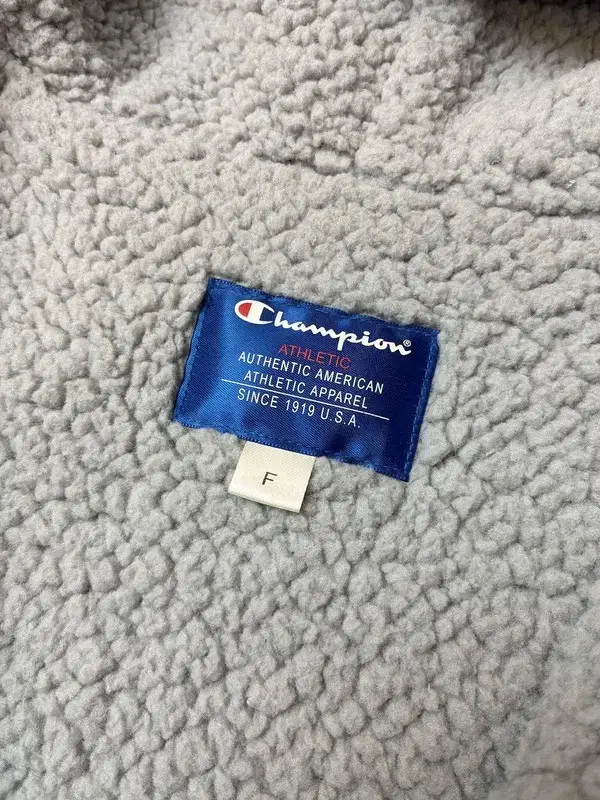 Champion®
ATHLETIC
AUTHENTIC AMERICAN
ATHLETIC APPAREL
SINCE 1919 U.S.A.
F